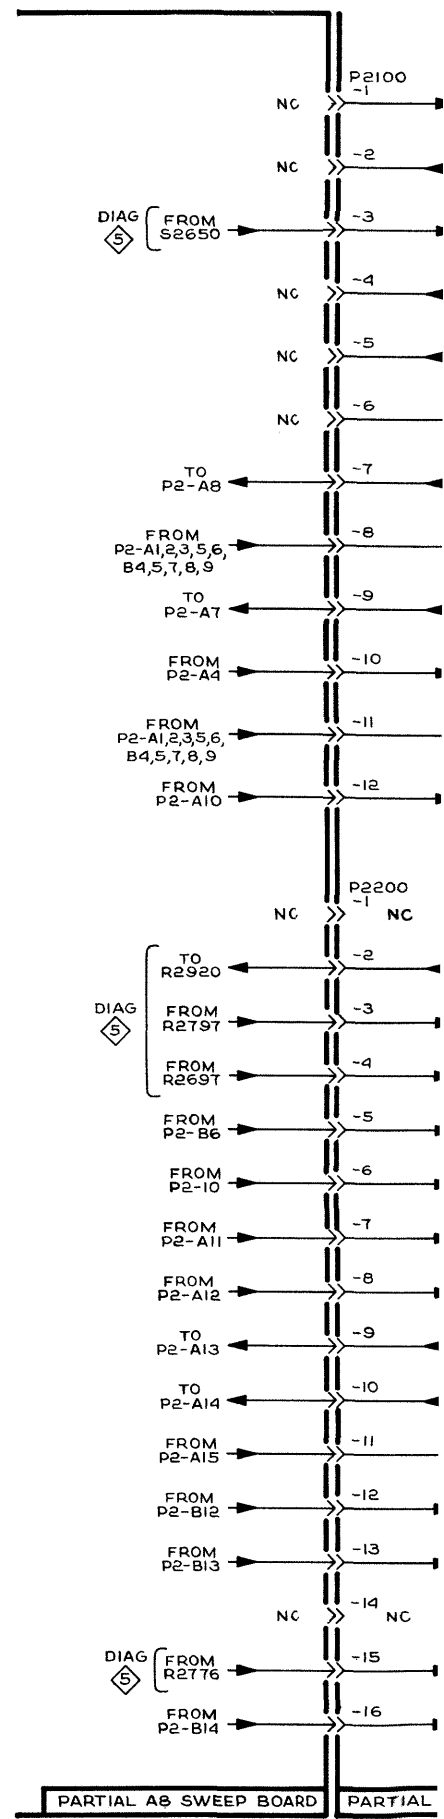 P2100
NC -1
NC -2
DIAG 5 FROM S2650 -3
NC -4
NC -5
NC -6
TO P2-A8 -7
FROM P2-A1,2,3,5,6, B4,5,7,8,9 -8
TO P2-A7 -9
FROM P2-A4 -10
FROM P2-A1,2,3,5,6, B4,5,7,8,9 -11
FROM P2-A10 -12
P2200
NC -1 NC
TO R2920 -2
DIAG 5 FROM R2797 -3
FROM R2697 -4
FROM P2-B6 -5
FROM P2-10 -6
FROM P2-A11 -7
FROM P2-A12 -8
TO P2-A13 -9
TO P2-A14 -10
FROM P2-A15 -11
FROM P2-B12 -12
FROM P2-B13 -13
NC -14 NC
DIAG 5 FROM R2776 -15
FROM P2-B14 -16
PARTIAL A8 SWEEP BOARD PARTIAL